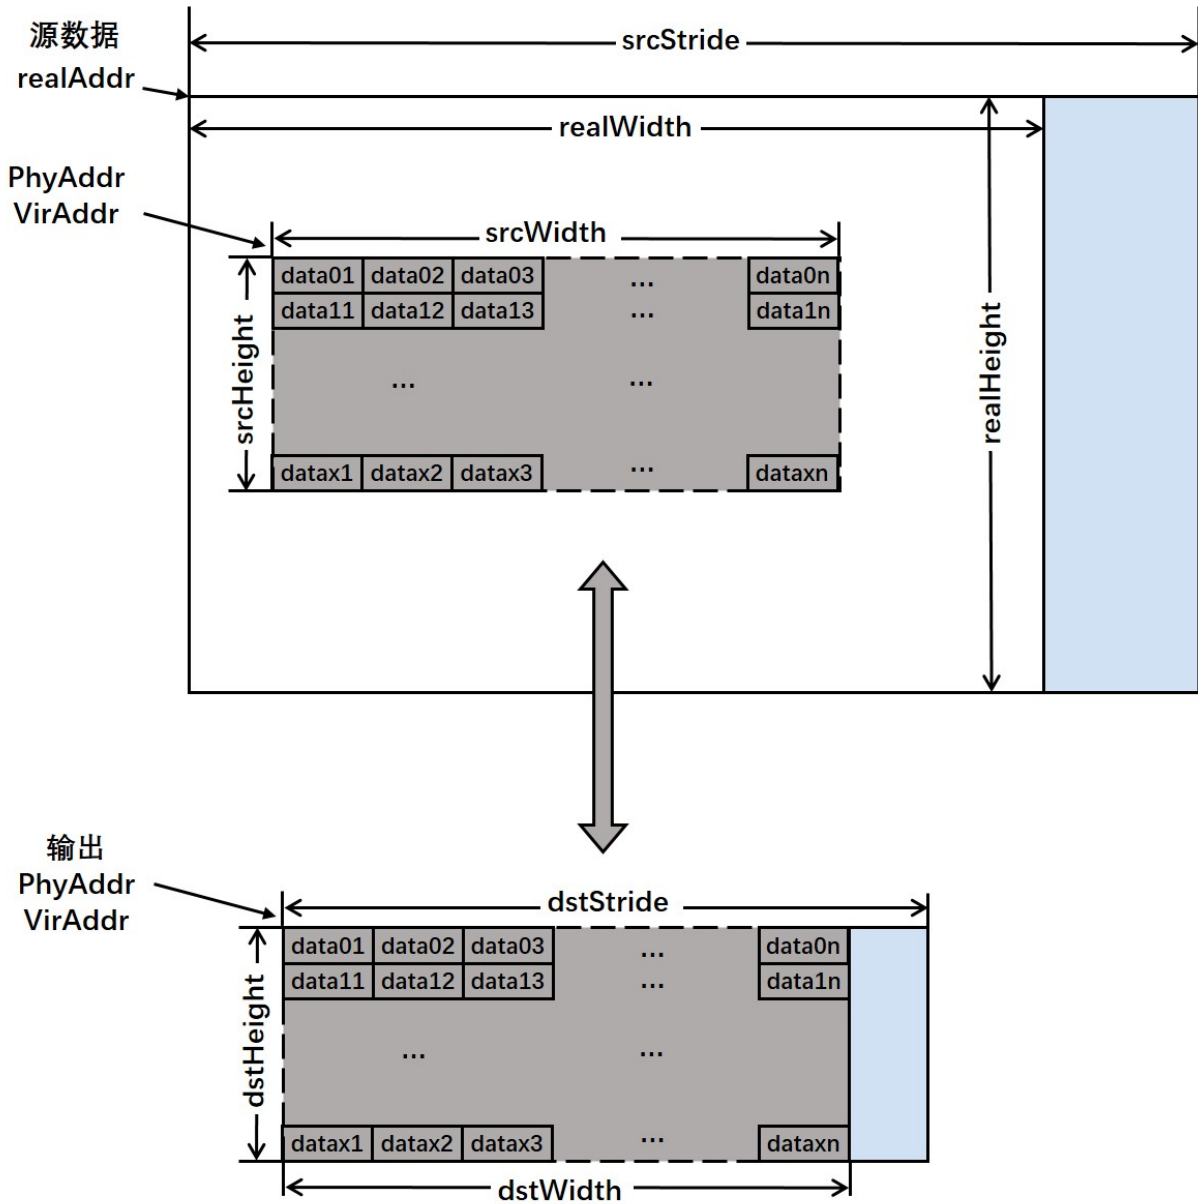 源数据
realAddr
srcStride
realWidth
PhyAddr
VirAddr
srcWidth
data01 data02 data03 ... data0n
data11 data12 data13 ... data1n
... ...
datax1 datax2 datax3 ... dataxn
srcHeight
realHeight
输出
PhyAddr
VirAddr
dstStride
data01 data02 data03 ... data0n
data11 data12 data13 ... data1n
... ...
datax1 datax2 datax3 ... dataxn
dstHeight
dstWidth